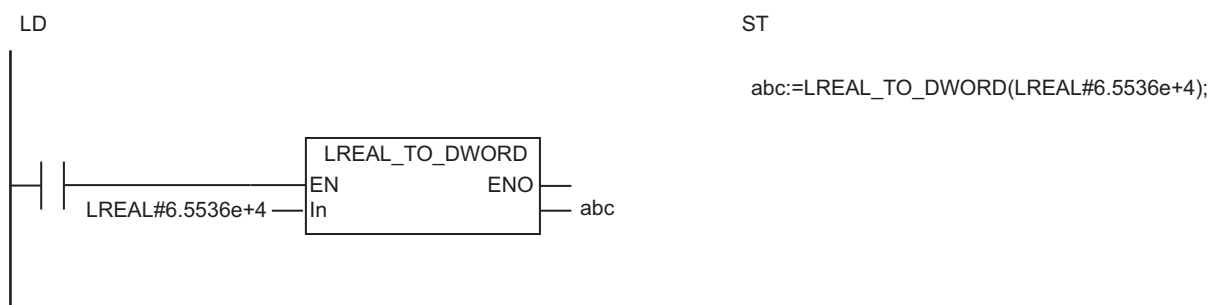 LD
ST
abc:=LREAL_TO_DWORD(LREAL#6.5536e+4);
LREAL_TO_DWORD
EN ENO
LREAL#6.5536e+4 In abc